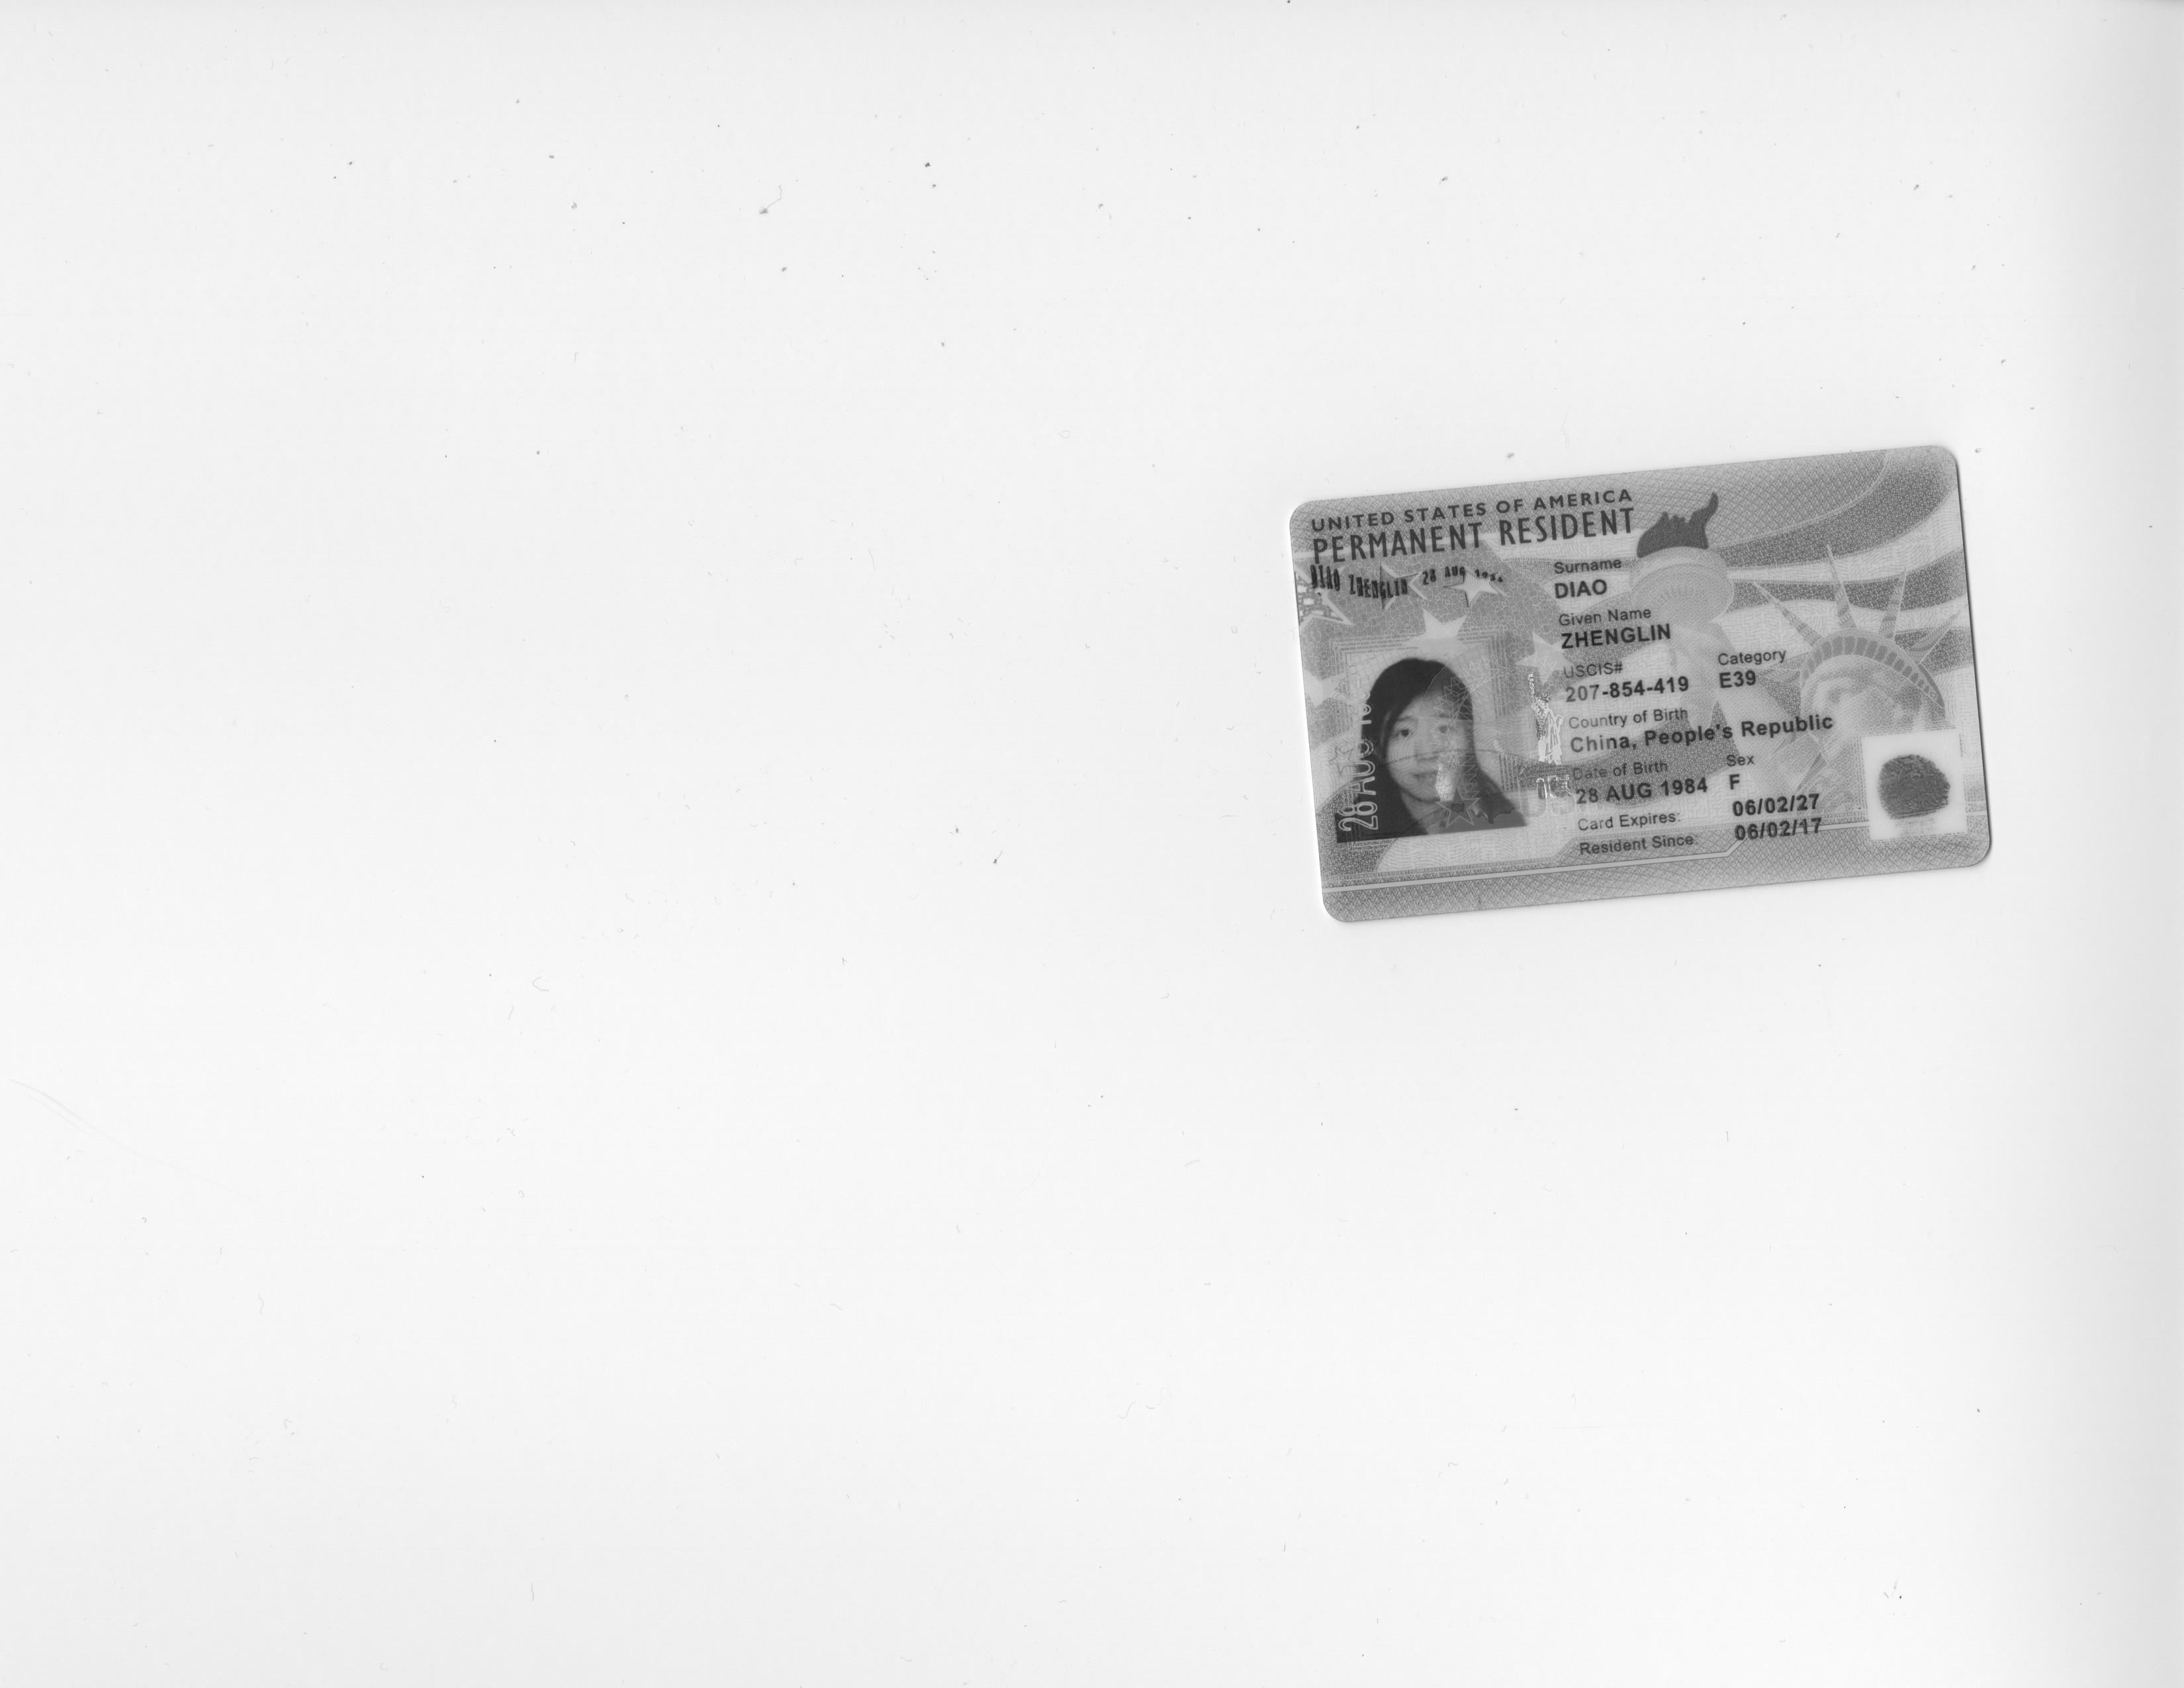 UNITED STATES OF AMERICA
PERMANENT RESIDENT
DIAO ZHENGLIN 28 AUG 1984
Surname
DIAO
Given Name
ZHENGLIN
USCIS# Category
207-854-419 E39
Country of Birth
China, People's Republic
Date of Birth Sex
28 AUG 1984 F
Card Expires: 06/02/27
Resident Since: 06/02/17
28 AUG